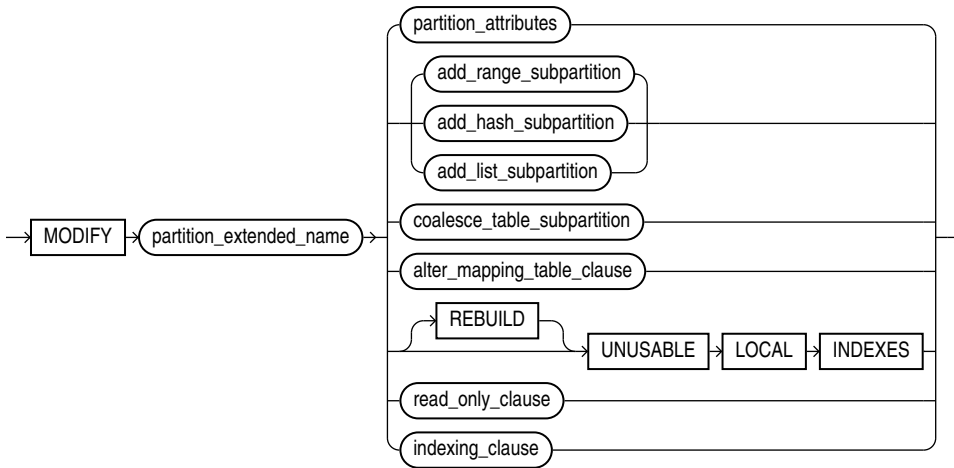 partition_attributes
add_range_subpartition
add_hash_subpartition
add_list_subpartition
MODIFY partition_extended_name coalesce_table_subpartition
alter_mapping_table_clause
REBUILD
UNUSABLE LOCAL INDEXES
read_only_clause
indexing_clause